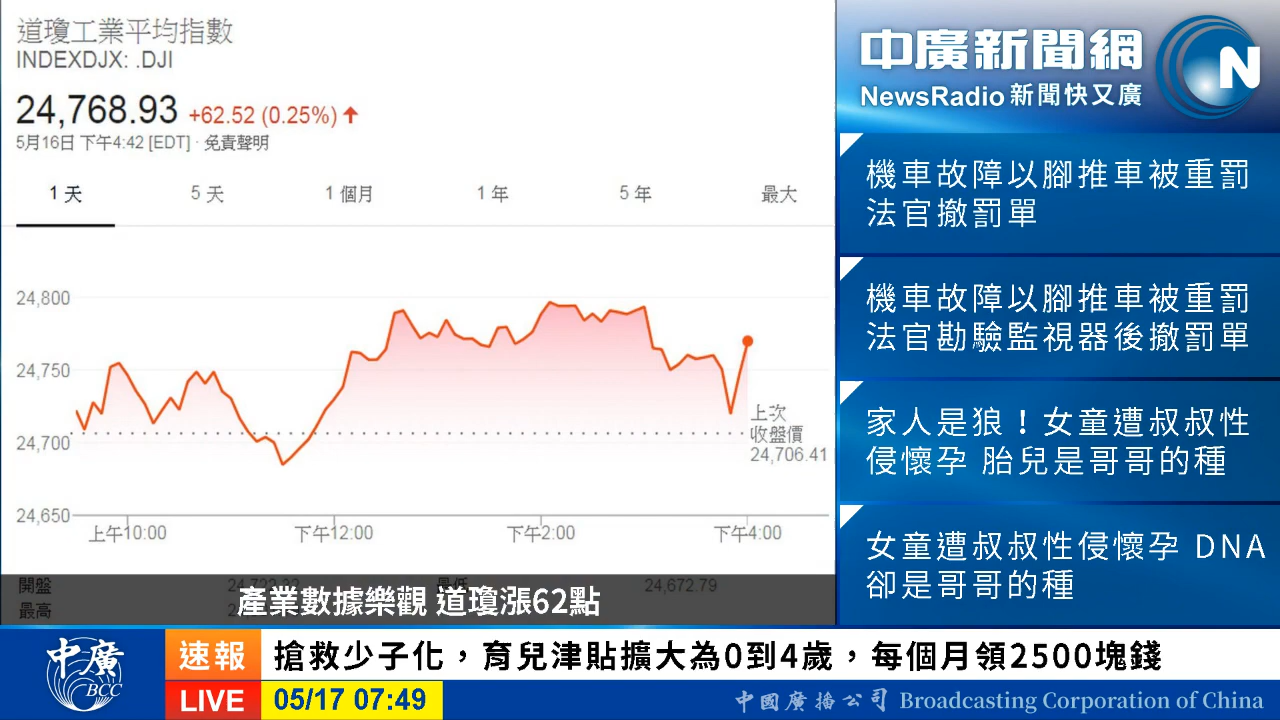 道瓊工業平均指數
INDEXDJX: .DJI
24,768.93 +62.52 (0.25%)
5月16日 下午4:42 [EDT] · 免責聲明
1 天 5 天 1 個月 1 年 5 年 最大
24,800
24,750
24,700
24,650
上次
收盤價
24,706.41
上午10:00 下午12:00 下午2:00 下午4:00
開盤 最低 24,672.79
最高
產業數據樂觀 道瓊漲62點
中廣新聞網
NewsRadio 新聞快又廣
N
機車故障以腳推車被重罰
法官撤罰單
機車故障以腳推車被重罰
法官勘驗監視器後撤罰單
家人是狼！女童遭叔叔性
侵懷孕 胎兒是哥哥的種
女童遭叔叔性侵懷孕 DNA
卻是哥哥的種
中廣
BCC
速報 搶救少子化，育兒津貼擴大為0到4歲，每個月領2500塊錢
LIVE 05/17 07:49
中國廣播公司 Broadcasting Corporation of China